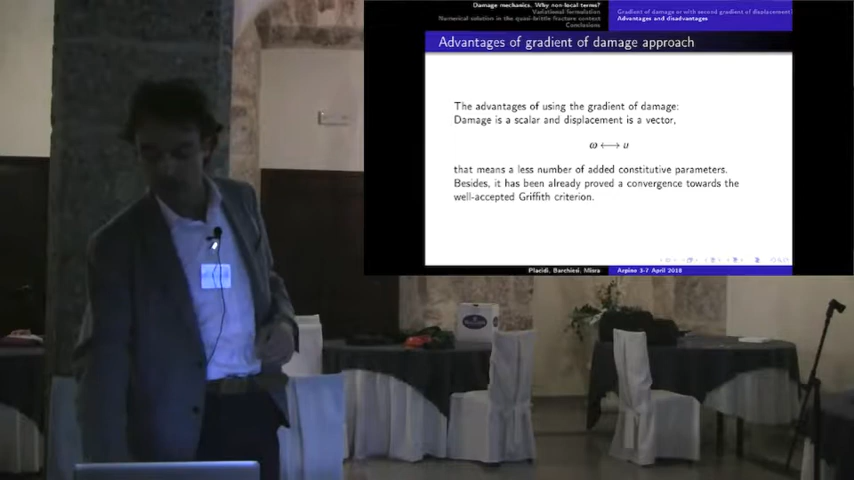 Damage mechanics. Why non-local terms?
Variational formulation
Numerical solution in the quasi-brittle fracture context
Conclusions
Gradient of damage or with second gradient of displacement
Advantages and disadvantages
Advantages of gradient of damage approach
The advantages of using the gradient of damage:
Damage is a scalar and displacement is a vector,
ω ⟷ u
that means a less number of added constitutive parameters.
Besides, it has been already proved a convergence towards the
well-accepted Griffith criterion.
Placidi, Barchiesi, Misra
Arpino 3-7 April 2018